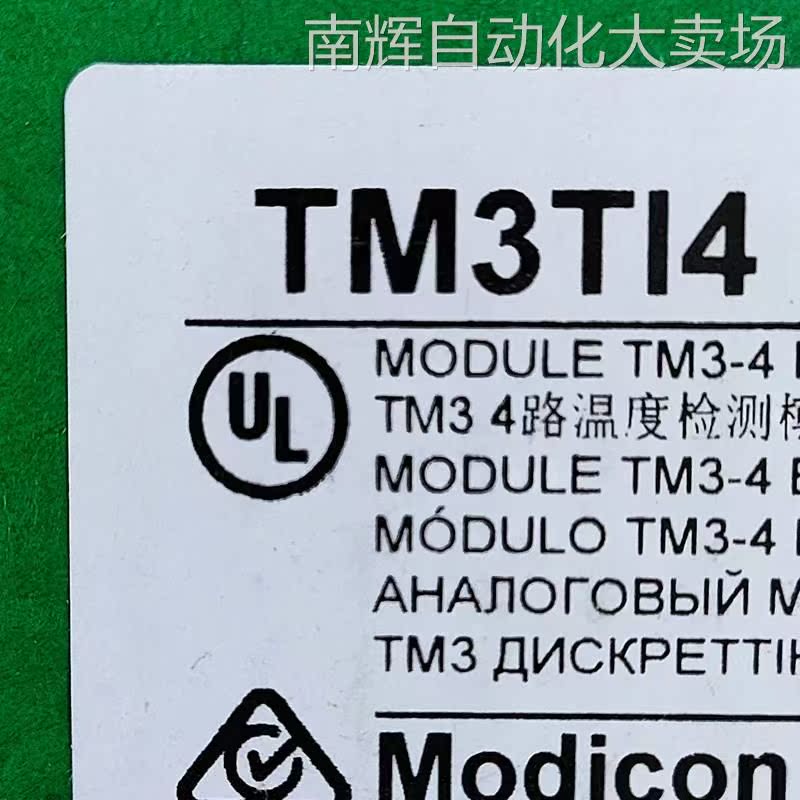 南辉自动化大卖场
TM3TI4
UL
MODULE TM3-4
TM3 4路温度检测
MODULE TM3-4
MÓDULO TM3-4
АНАЛОГОВЫЙ
TM3 ДИСКРЕТТІ
Modicon